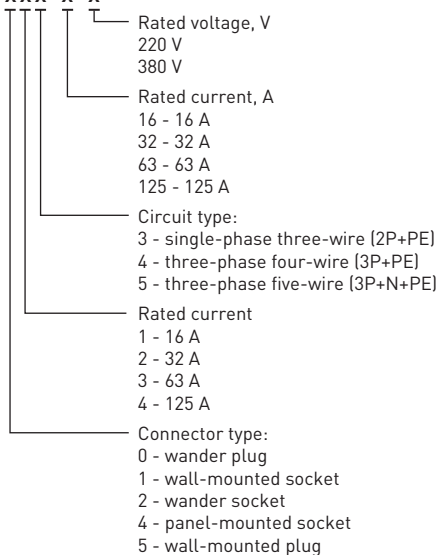 Rated voltage, V
220 V
380 V
Rated current, A
16 - 16 A
32 - 32 A
63 - 63 A
125 - 125 A
Circuit type:
3 - single-phase three-wire (2P+PE)
4 - three-phase four-wire (3P+PE)
5 - three-phase five-wire (3P+N+PE)
Rated current
1 - 16 A
2 - 32 A
3 - 63 A
4 - 125 A
Connector type:
0 - wander plug
1 - wall-mounted socket
2 - wander socket
4 - panel-mounted socket
5 - wall-mounted plug